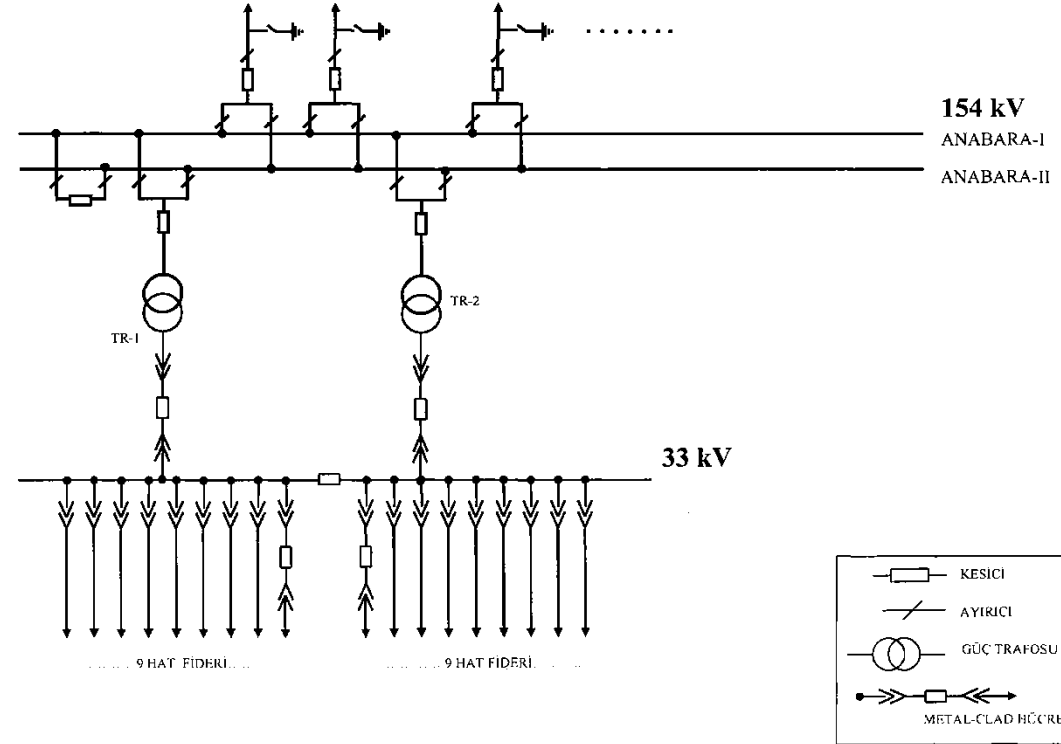 154 kV
ANABARA-I
ANABARA-II
TR-1
TR-2
33 kV
9 HAT FİDERİ
9 HAT FİDERİ
KESİCİ
AYIRICI
GÜÇ TRAFOSU
METAL-CLAD HÜCRE